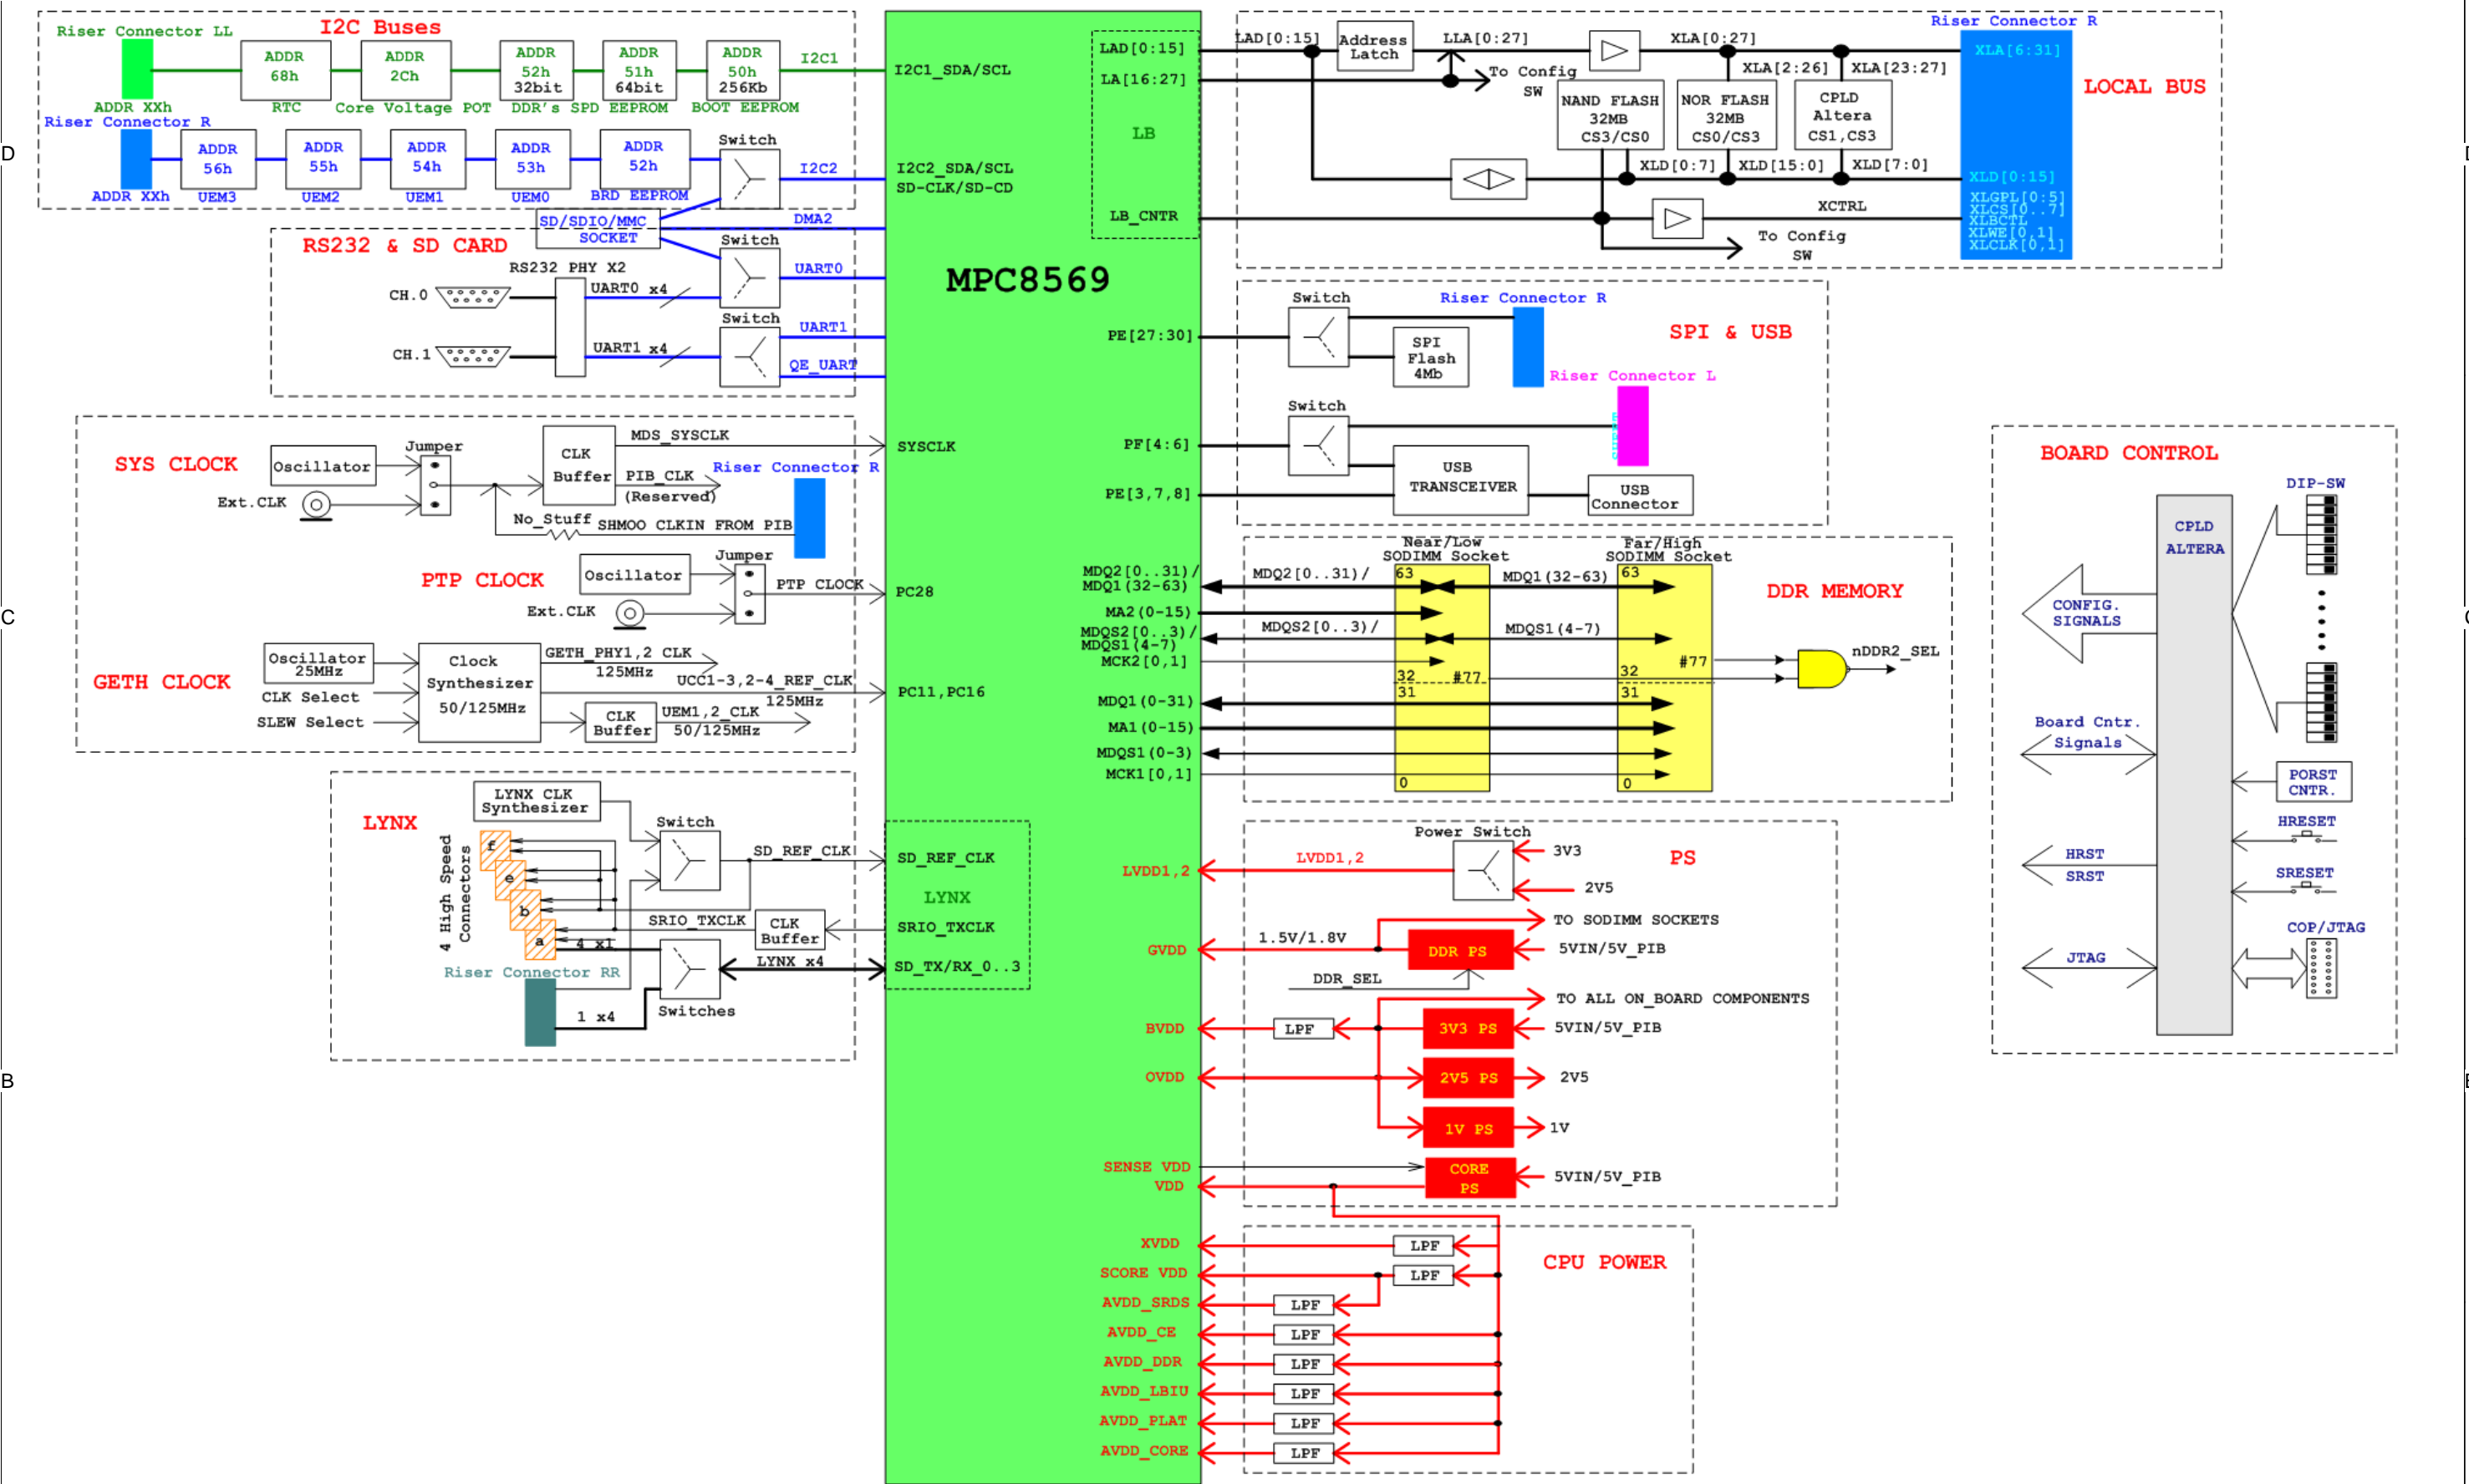 I2C Buses
Riser Connector LL
ADDR XXh
ADDR
68h
RTC
ADDR
2Ch
Core Voltage POT
ADDR
52h
32bit
ADDR
51h
64bit
DDR's SPD EEPROM
ADDR
50h
256Kb
BOOT EEPROM
I2C1
Riser Connector R
ADDR XXh
ADDR
56h
UEM3
ADDR
55h
UEM2
ADDR
54h
UEM1
ADDR
53h
UEM0
ADDR
52h
BRD EEPROM
Switch
I2C2
SD/SDIO/MMC
SOCKET
DMA2
RS232 & SD CARD
Switch
UART0
RS232 PHY X2
CH.0
UART0 x4
Switch
UART1
CH.1
UART1 x4
QE_UART
SYS CLOCK
Oscillator
Ext.CLK
Jumper
CLK
Buffer
MDS_SYSCLK
PIB_CLK
(Reserved)
Riser Connector R
No_Stuff
SHMOO CLKIN FROM PIB
PTP CLOCK
Oscillator
Ext.CLK
Jumper
PTP CLOCK
GETH CLOCK
Oscillator
25MHz
CLK Select
SLEW Select
Clock
Synthesizer
50/125MHz
GETH_PHY1,2 CLK
125MHz
UCC1-3,2-4_REF_CLK
125MHz
CLK
Buffer
UEM1,2_CLK
50/125MHz
LYNX
LYNX CLK
Synthesizer
Switch
SD_REF_CLK
4 High Speed
Connectors
f
e
b
a
SRIO_TXCLK
CLK
Buffer
4 x1
LYNX x4
Riser Connector RR
1 x4
Switches
MPC8569
I2C1_SDA/SCL
I2C2_SDA/SCL
SD-CLK/SD-CD
SYSCLK
PC28
PC11,PC16
SD_REF_CLK
LYNX
SRIO_TXCLK
SD_TX/RX_0..3
LAD[0:15]
LA[16:27]
LB
LB_CNTR
PE[27:30]
PF[4:6]
PE[3,7,8]
MDQ2[0..31)/
MDQ1(32-63)
MA2(0-15)
MDQS2[0..3)/
MDQS1(4-7)
MCK2[0,1]
MDQ1(0-31)
MA1(0-15)
MDQS1(0-3)
MCK1[0,1]
LVDD1,2
GVDD
BVDD
OVDD
SENSE VDD
VDD
XVDD
SCORE VDD
AVDD_SRDS
AVDD_CE
AVDD_DDR
AVDD_LBIU
AVDD_PLAT
AVDD_CORE
LOCAL BUS
LAD[0:15]
Address
Latch
LLA[0:27]
XLA[0:27]
To Config
SW
XLA[2:26]
XLA[23:27]
NAND FLASH
32MB
CS3/CS0
NOR FLASH
32MB
CS0/CS3
CPLD
Altera
CS1,CS3
XLD[0:7]
XLD[15:0]
XLD[7:0]
XCTRL
To Config
SW
Riser Connector R
XLA[6:31]
XLD[0:15]
XLGPL[0:5]
XLCS[0..7]
XLBCTL
XLWE[0,1]
XLCLK[0,1]
SPI & USB
Switch
Riser Connector R
SPI
Flash
4Mb
Riser Connector L
Switch
USB
TRANSCEIVER
USB
Connector
DDR MEMORY
Near/Low
SODIMM Socket
Far/High
SODIMM Socket
MDQ2[0..31)/
63
MDQ1(32-63)
63
MDQS2[0..3)/
MDQS1(4-7)
32
#77
31
0
#77
32
31
0
nDDR2_SEL
PS
Power Switch
LVDD1,2
3V3
2V5
TO SODIMM SOCKETS
1.5V/1.8V
DDR PS
5VIN/5V_PIB
DDR_SEL
TO ALL ON_BOARD COMPONENTS
LPF
3V3 PS
5VIN/5V_PIB
2V5 PS
2V5
1V PS
1V
CORE
PS
5VIN/5V_PIB
CPU POWER
LPF
LPF
LPF
LPF
LPF
LPF
LPF
LPF
BOARD CONTROL
DIP-SW
CPLD
ALTERA
CONFIG.
SIGNALS
Board Cntr.
Signals
PORST
CNTR.
HRESET
HRST
SRST
SRESET
COP/JTAG
JTAG
D
C
B